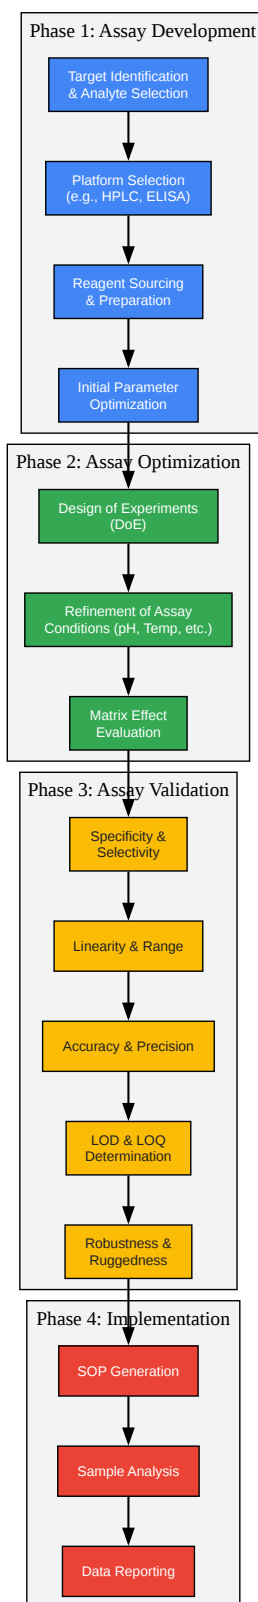 Phase 1: Assay Development
Target Identification
& Analyte Selection
Platform Selection
(e.g., HPLC, ELISA)
Reagent Sourcing
& Preparation
Initial Parameter
Optimization
Phase 2: Assay Optimization
Design of Experiments
(DoE)
Refinement of Assay
Conditions (pH, Temp, etc.)
Matrix Effect
Evaluation
Phase 3: Assay Validation
Specificity &
Selectivity
Linearity & Range
Accuracy & Precision
LOD & LOQ
Determination
Robustness &
Ruggedness
Phase 4: Implementation
SOP Generation
Sample Analysis
Data Reporting